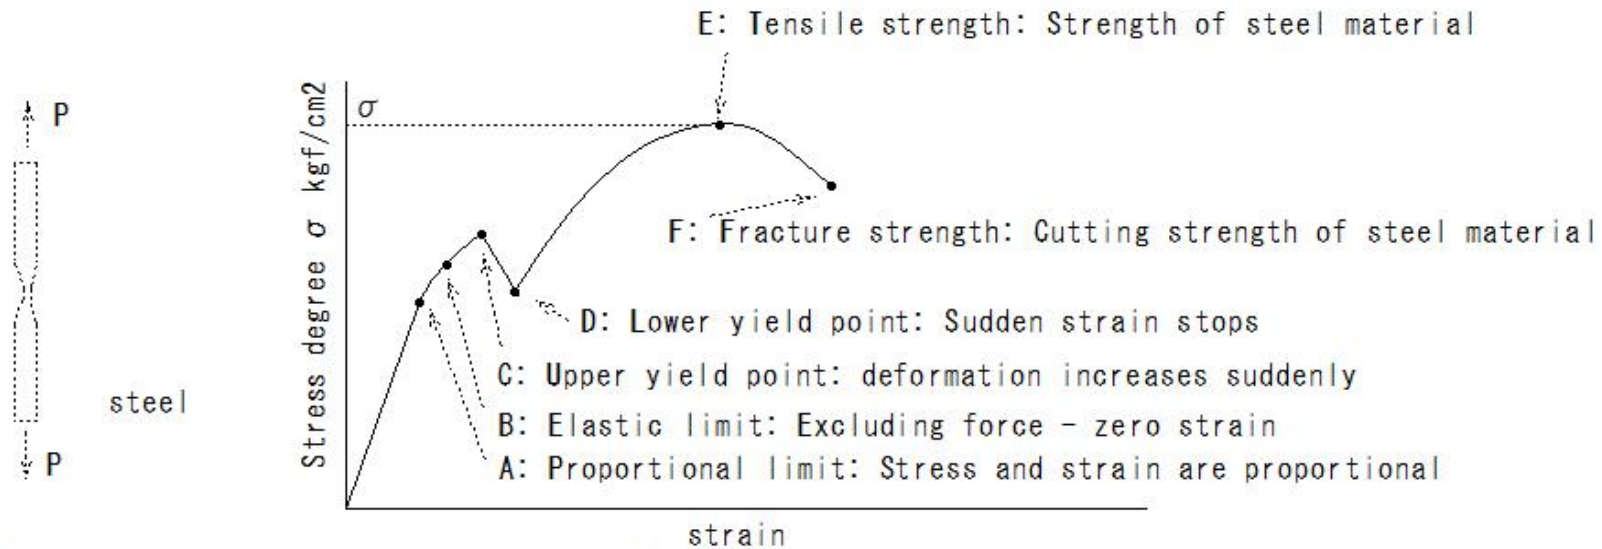 E: Tensile strength: Strength of steel material
P
σ
Stress degree σ kgf/cm2
F: Fracture strength: Cutting strength of steel material
D: Lower yield point: Sudden strain stops
C: Upper yield point: deformation increases suddenly
steel
B: Elastic limit: Excluding force - zero strain
P
A: Proportional limit: Stress and strain are proportional
strain